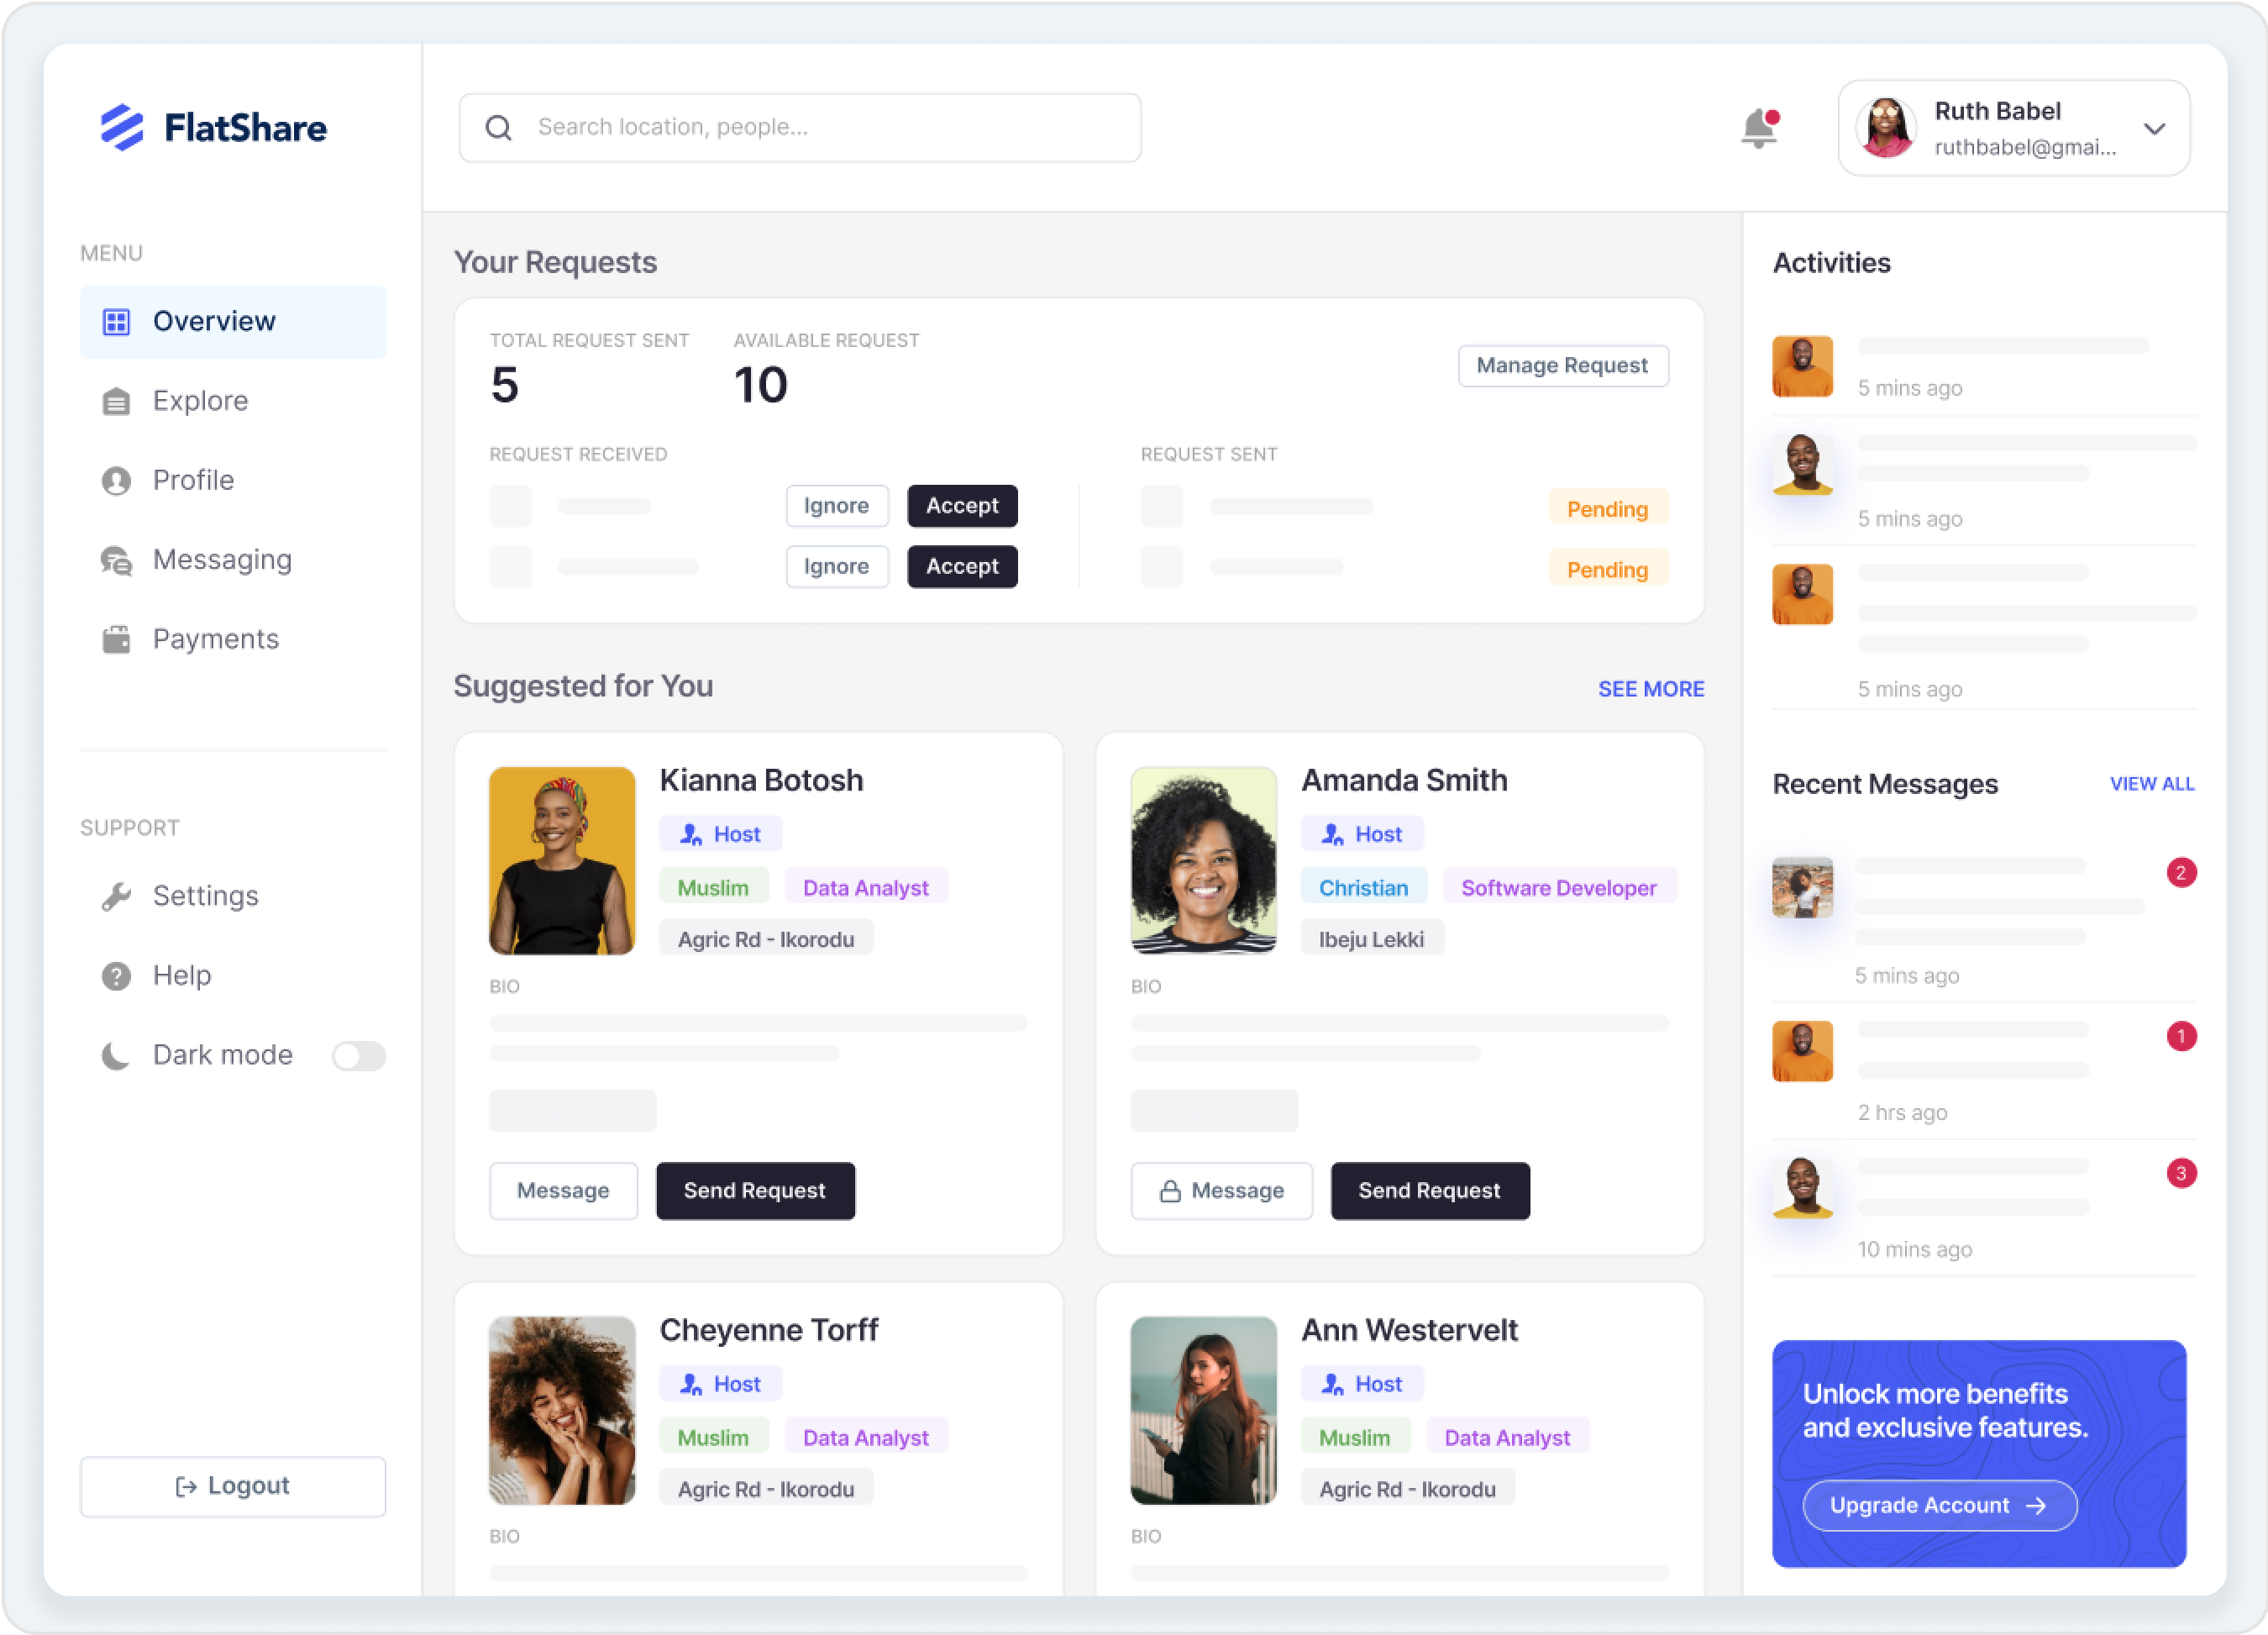 FlatShare
Search location, people...
Ruth Babel
ruthbabel@gmai...
MENU
Overview
Explore
Profile
Messaging
Payments
SUPPORT
Settings
Help
Dark mode
Logout
Your Requests
TOTAL REQUEST SENT
5
AVAILABLE REQUEST
10
Manage Request
REQUEST RECEIVED
Ignore
Accept
Ignore
Accept
REQUEST SENT
Pending
Pending
Suggested for You
SEE MORE
Kianna Botosh
Host
Muslim
Data Analyst
Agric Rd - Ikorodu
BIO
Message
Send Request
Amanda Smith
Host
Christian
Software Developer
Ibeju Lekki
BIO
Message
Send Request
Cheyenne Torff
Host
Muslim
Data Analyst
Agric Rd - Ikorodu
BIO
Ann Westervelt
Host
Muslim
Data Analyst
Agric Rd - Ikorodu
BIO
Activities
5 mins ago
5 mins ago
5 mins ago
Recent Messages
VIEW ALL
2
5 mins ago
1
2 hrs ago
3
10 mins ago
Unlock more benefits
and exclusive features.
Upgrade Account